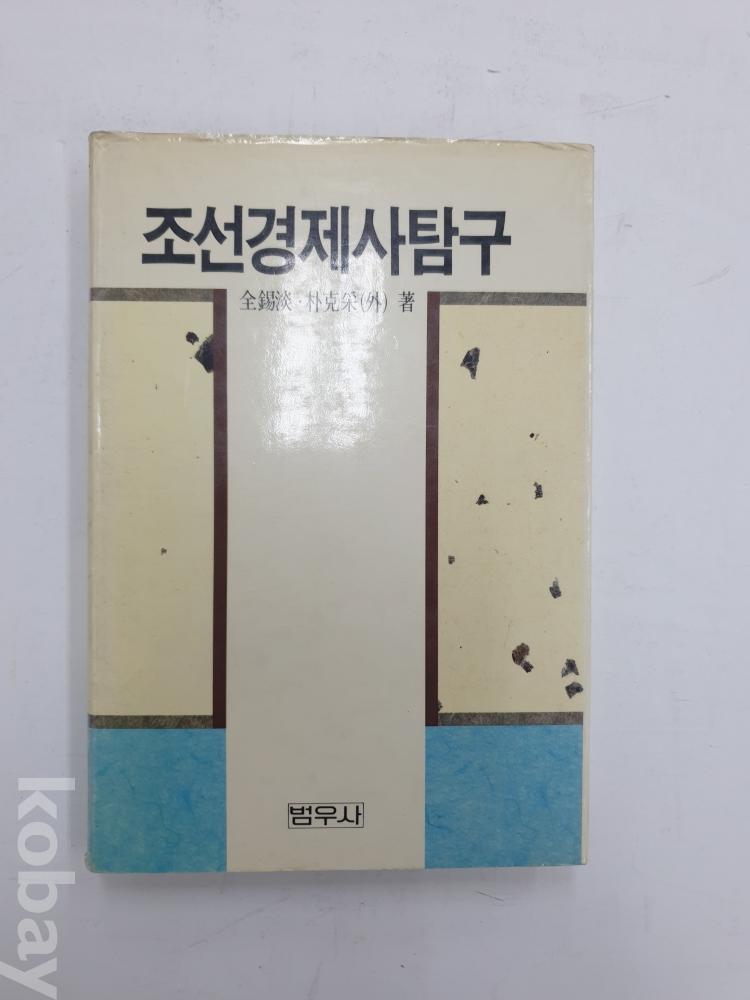 조선경제사탐구
全錫淡·朴克采(外) 著
범우사
kobay